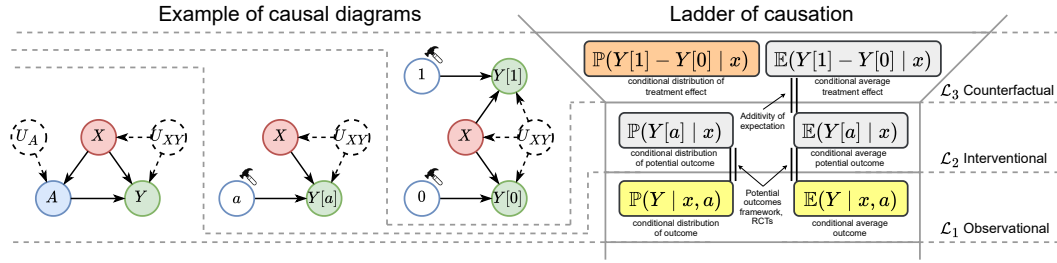 Example of causal diagrams
Ladder of causation
1
Y[1]
ℙ(Y[1] − Y[0] | x)
𝔼(Y[1] − Y[0] | x)
conditional distribution of
treatment effect
conditional average
treatment effect
ℒ₃ Counterfactual
Additivity of
expectation
U_A
X
U_XY
X
U_XY
X
U_XY
ℙ(Y[a] | x)
𝔼(Y[a] | x)
conditional distribution
of potential outcome
conditional average
potential outcome
ℒ₂ Interventional
A
Y
a
Y[a]
0
Y[0]
ℙ(Y | x, a)
Potential
outcomes
framework,
RCTs
𝔼(Y | x, a)
conditional distribution
of outcome
conditional average
outcome
ℒ₁ Observational